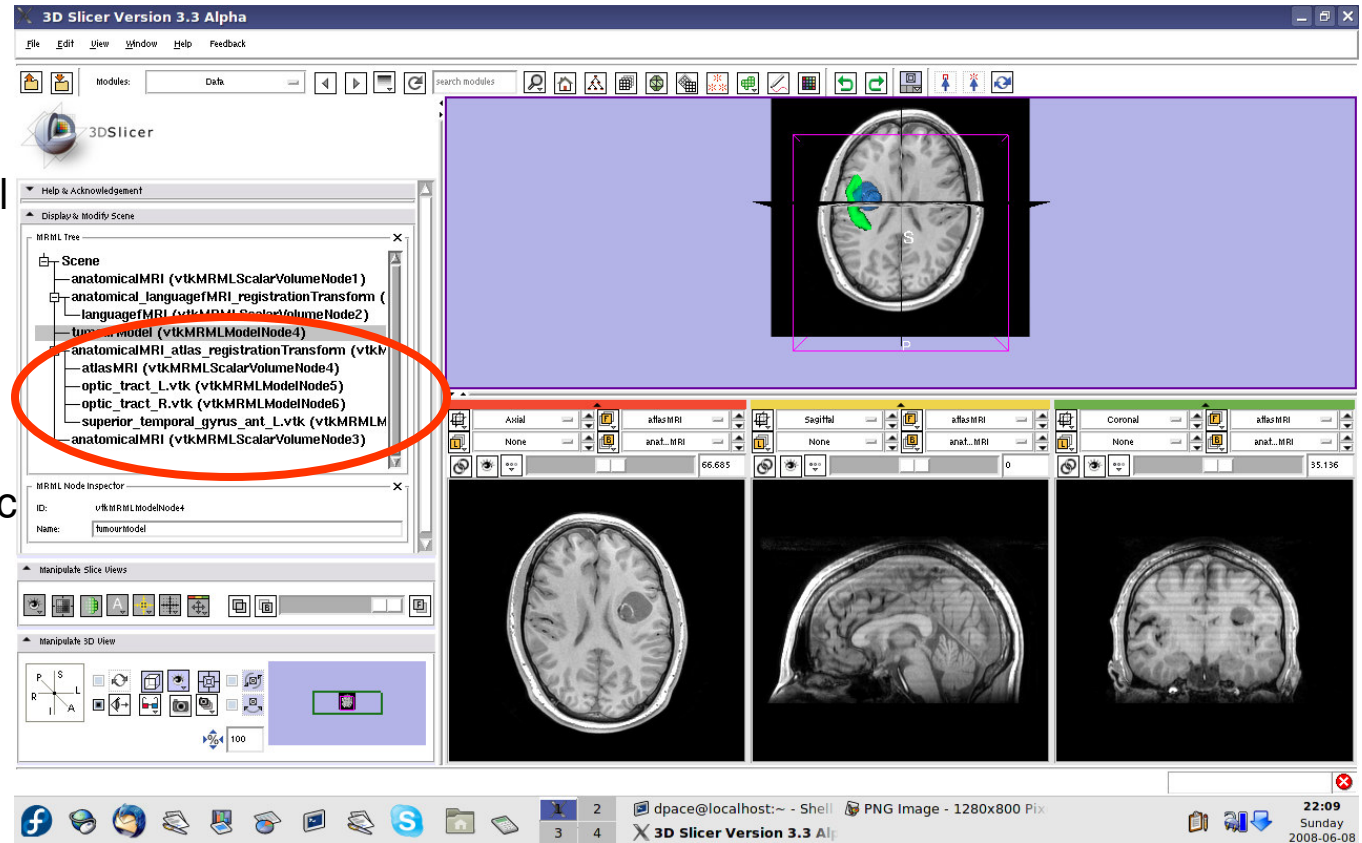 3D Slicer Version 3.3 Alpha
File Edit View Window Help Feedback
Modules: Data search modules
3DSlicer
l
Help & Acknowledgement
Display & Modify Scene
MRML Tree
Scene
anatomicalMRI (vtkMRMLScalarVolumeNode1)
anatomical_languagefMRI_registrationTransform (
languagefMRI (vtkMRMLScalarVolumeNode2)
tumourModel (vtkMRMLModelNode4)
anatomicalMRI_atlas_registrationTransform (vtkM
atlasMRI (vtkMRMLScalarVolumeNode4)
optic_tract_L.vtk (vtkMRMLModelNode5)
optic_tract_R.vtk (vtkMRMLModelNode6)
superior_temporal_gyrus_ant_L.vtk (vtkMRMLM
anatomicalMRI (vtkMRMLScalarVolumeNode3)
c
MRML Node Inspector
ID: vtkMRMLModelNode4
Name: tumourModel
Manipulate Slice Views
Manipulate 3D View
P S
R L
I A
100
S
P
Axial atlasMRI
None anat...MRI
66.685
Sagittal atlasMRI
None anat...MRI
0
Coronal atlasMRI
None anat...MRI
35.136
1 2
3 4
dpace@localhost:~ - Shell
PNG Image - 1280x800 Pix
3D Slicer Version 3.3 Alp
22:09
Sunday
2008-06-08